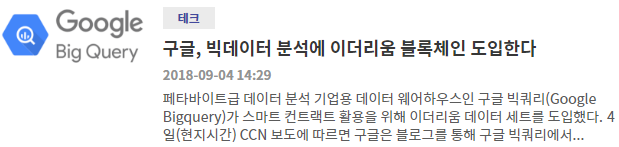 Google
Big Query
테크
구글, 빅데이터 분석에 이더리움 블록체인 도입한다
2018-09-04 14:29
페타바이트급 데이터 분석 기업용 데이터 웨어하우스인 구글 빅쿼리(Google
Bigquery)가 스마트 컨트랙트 활용을 위해 이더리움 데이터 세트를 도입했다. 4
일(현지시간) CCN 보도에 따르면 구글은 블로그를 통해 구글 빅쿼리에서...